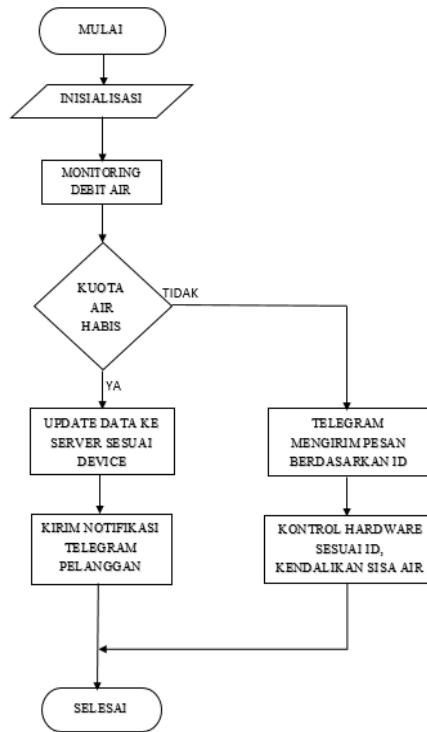 MULAI
INISIALISASI
MONITORING
DEBIT AIR
KUOTA
AIR
HABIS
TIDAK
YA
UPDATE DATA KE
SERVER SESUAI
DEVICE
TELEGRAM
MENGIRIM PESAN
BERDASARKAN ID
KIRIM NOTIFIKASI
TELEGRAM
PELANGGAN
KONTROL HARDWARE
SESUAI ID,
KENDALIKAN SISA AIR
SELESAI